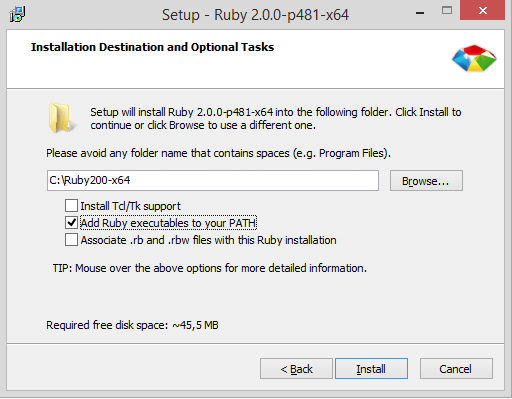 Setup - Ruby 2.0.0-p481-x64
Installation Destination and Optional Tasks
Setup will install Ruby 2.0.0-p481-x64 into the following folder. Click Install to
continue or click Browse to use a different one.
Please avoid any folder name that contains spaces (e.g. Program Files).
C:\Ruby200-x64
Browse...
Install Tcl/Tk support
Add Ruby executables to your PATH
Associate .rb and .rbw files with this Ruby installation
TIP: Mouse over the above options for more detailed information.
Required free disk space: ~45,5 MB
< Back
Install
Cancel